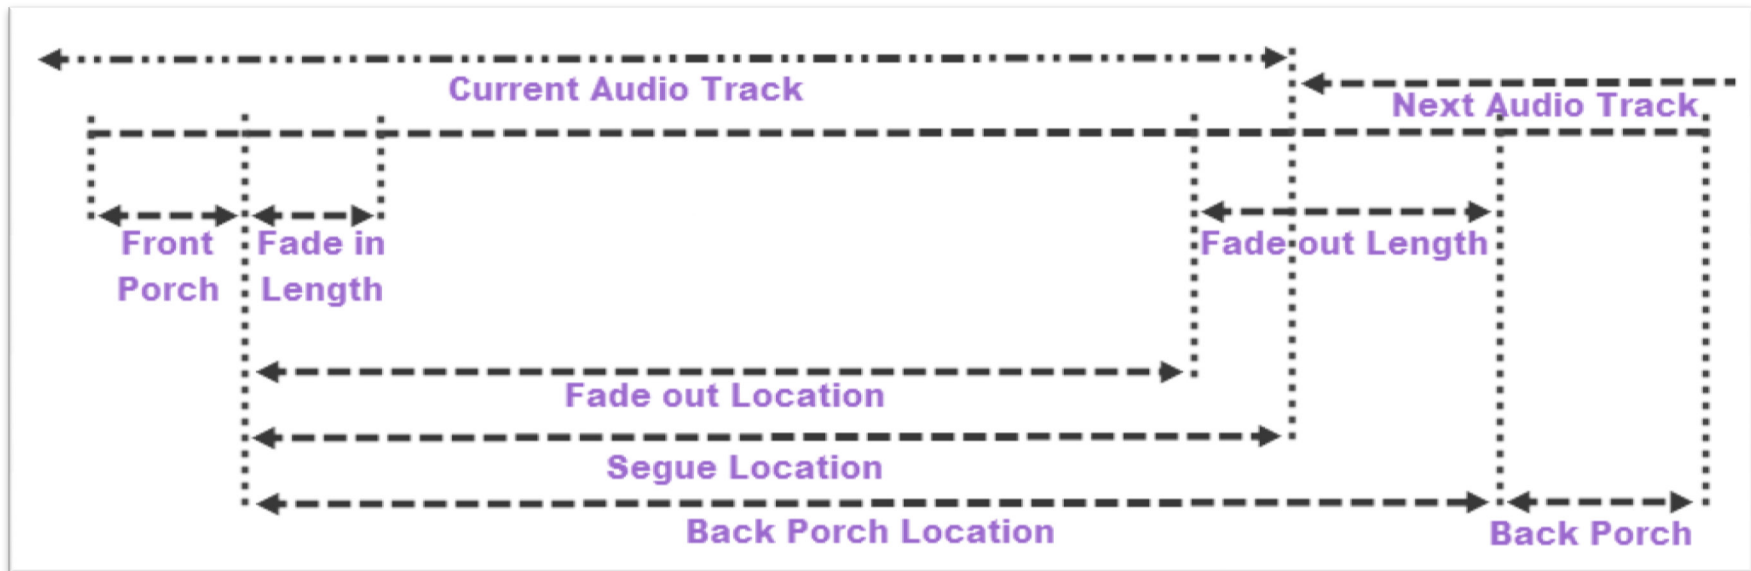 Current Audio Track
Next Audio Track
Front
Porch
Fade in
Length
Fade out Length
Fade out Location
Segue Location
Back Porch Location
Back Porch